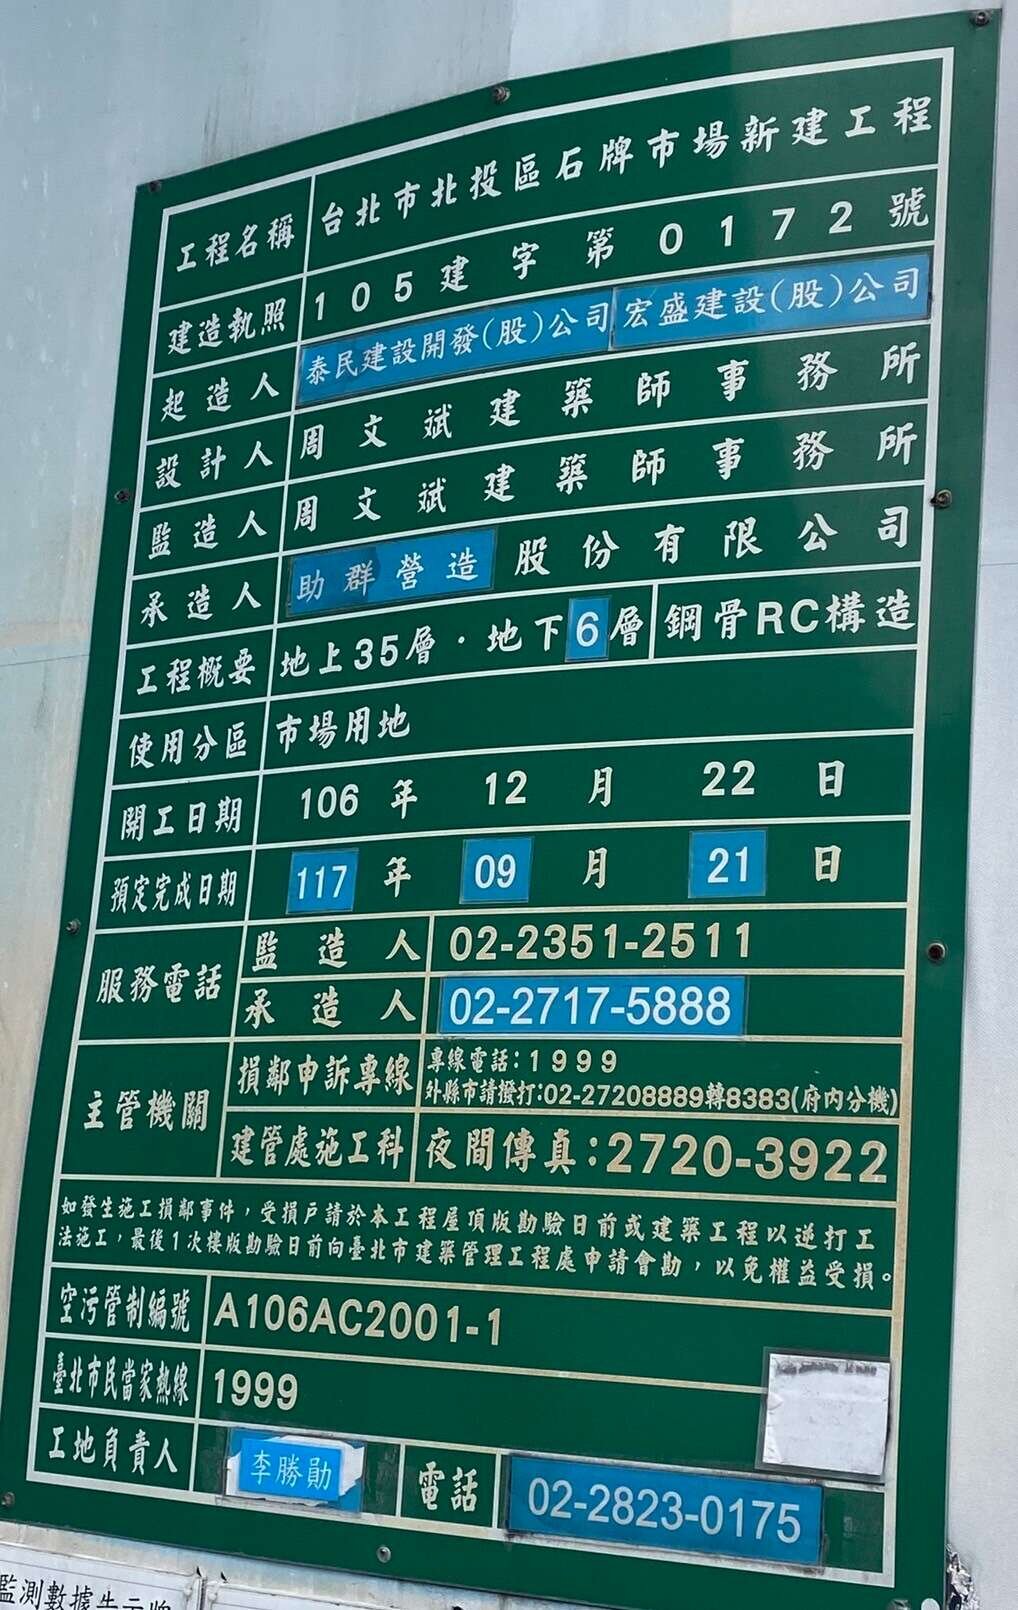 工程名稱 台北市北投區石牌市場新建工程
建造執照 105建字第0172號
起造人 泰民建設開發(股)公司 宏盛建設(股)公司
設計人 周文斌建築師事務所
監造人 周文斌建築師事務所
承造人 助群營造股份有限公司
工程概要 地上35層‧地下6層 鋼骨RC構造
使用分區 市場用地
開工日期 106年12月22日
預定完成日期 117年09月21日
服務電話 監造人 02-2351-2511
承造人 02-2717-5888
主管機關 損鄰申訴專線 專線電話:1999
外縣市請撥打:02-27208889轉8383(府內分機)
建管處施工科 夜間傳真:2720-3922
如發生施工損鄰事件,受損戶請於本工程屋頂版勘驗日前或建築工程以逆打工
法施工,最後1次樓版勘驗日前向臺北市建築管理工程處申請會勘,以免權益受損。
空污管制編號 A106AC2001-1
臺北市民當家熱線 1999
工地負責人 李勝勛 電話 02-2823-0175
監測數據告示牌